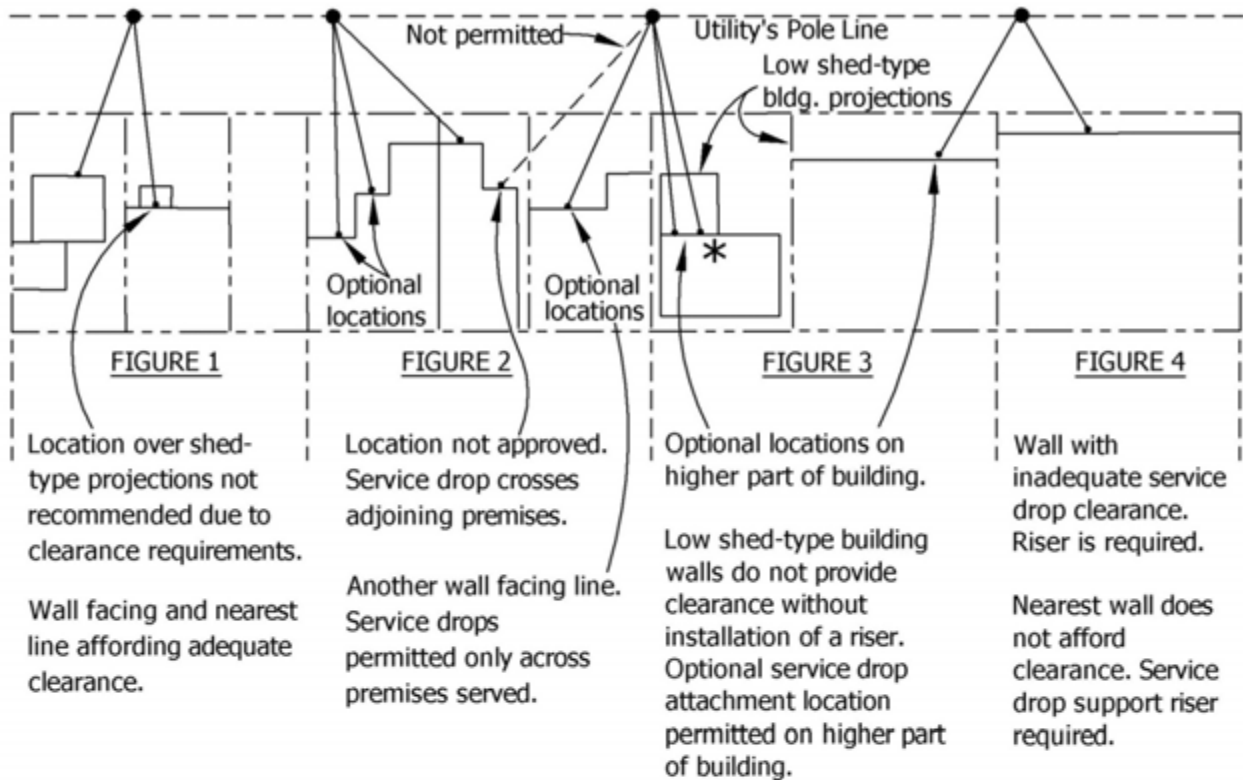 Not permitted
Utility's Pole Line
Low shed-type
bldg. projections
Optional
locations
Optional
locations
*
FIGURE 1
FIGURE 2
FIGURE 3
FIGURE 4
Location over shed-
type projections not
recommended due to
clearance requirements.
Wall facing and nearest
line affording adequate
clearance.
Location not approved.
Service drop crosses
adjoining premises.
Another wall facing line.
Service drops
permitted only across
premises served.
Optional locations on
higher part of building.
Low shed-type building
walls do not provide
clearance without
installation of a riser.
Optional service drop
attachment location
permitted on higher part
of building.
Wall with
inadequate service
drop clearance.
Riser is required.
Nearest wall does
not afford
clearance. Service
drop support riser
required.